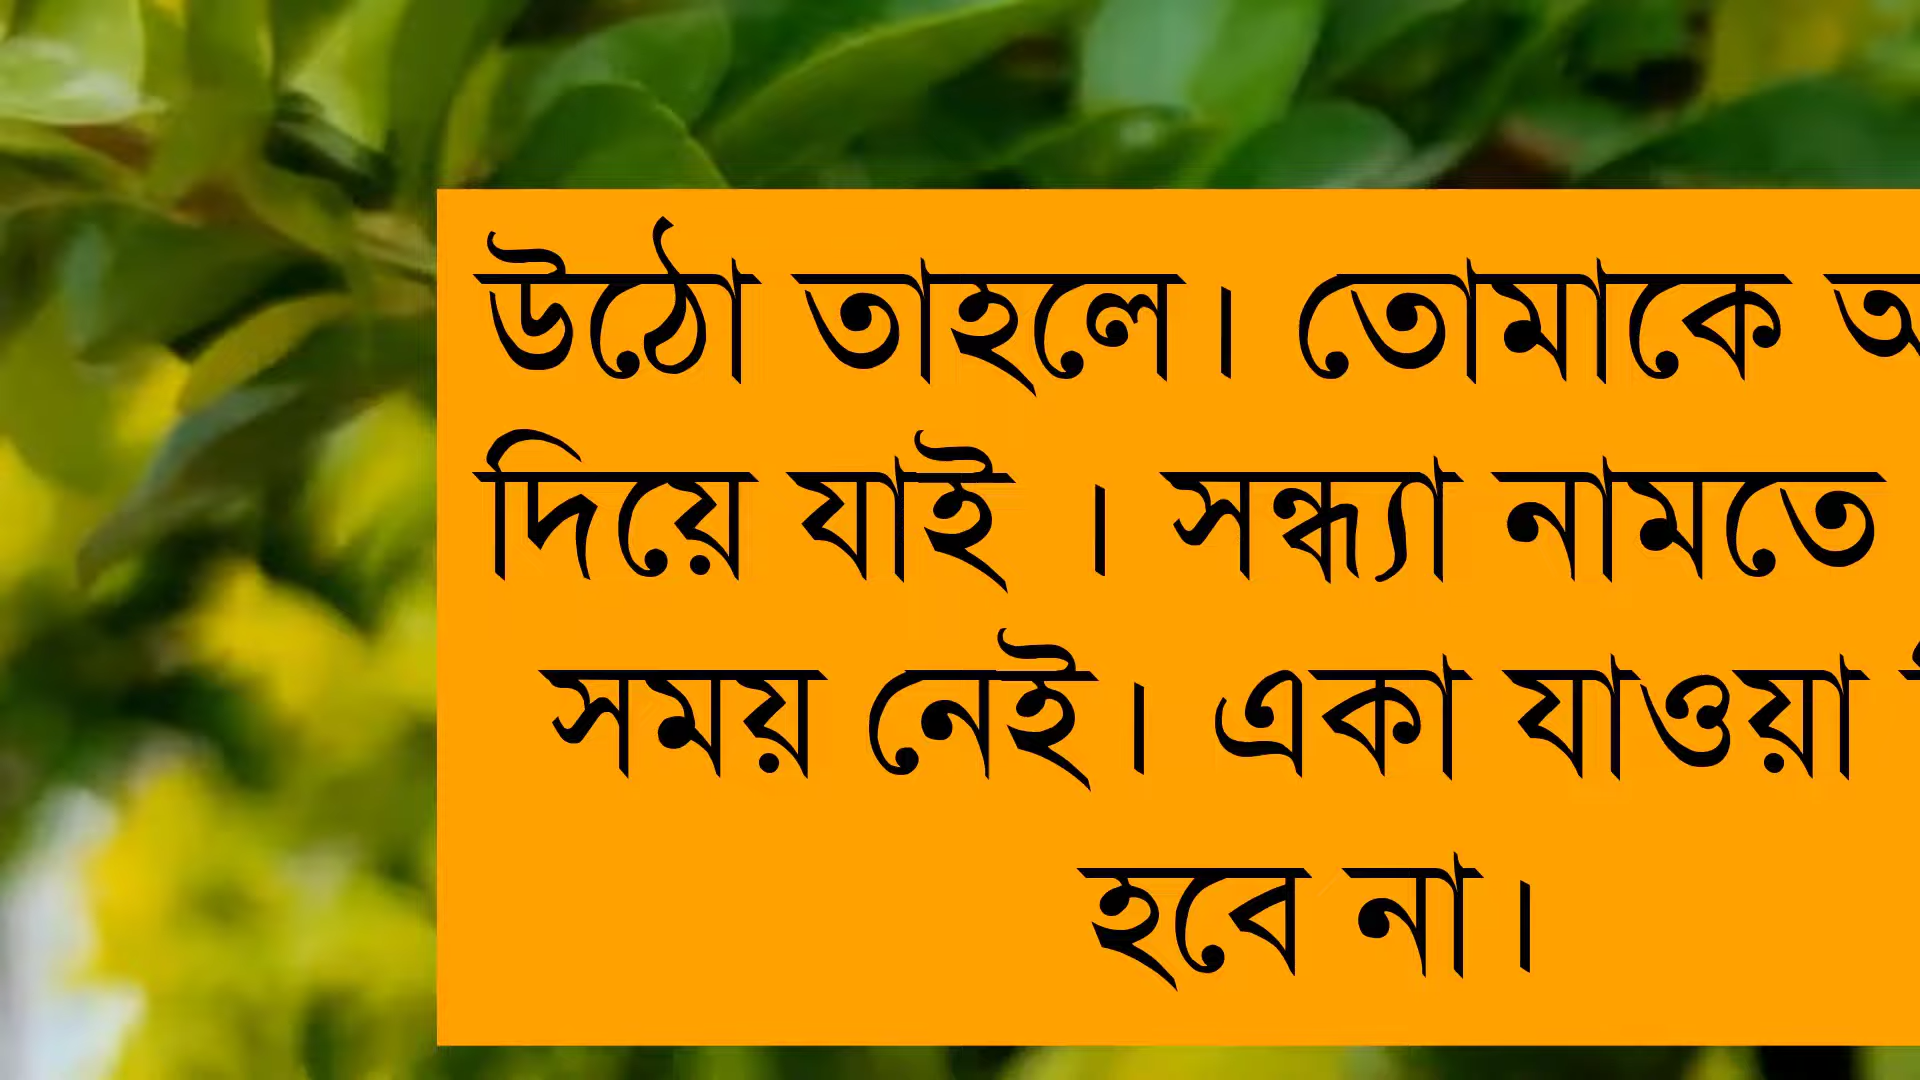 উঠো তাহলে। তোমাকে
দিয়ে যাই । সন্ধ্যা নামতে
সময় নেই। একা যাওয়া
হবে না।